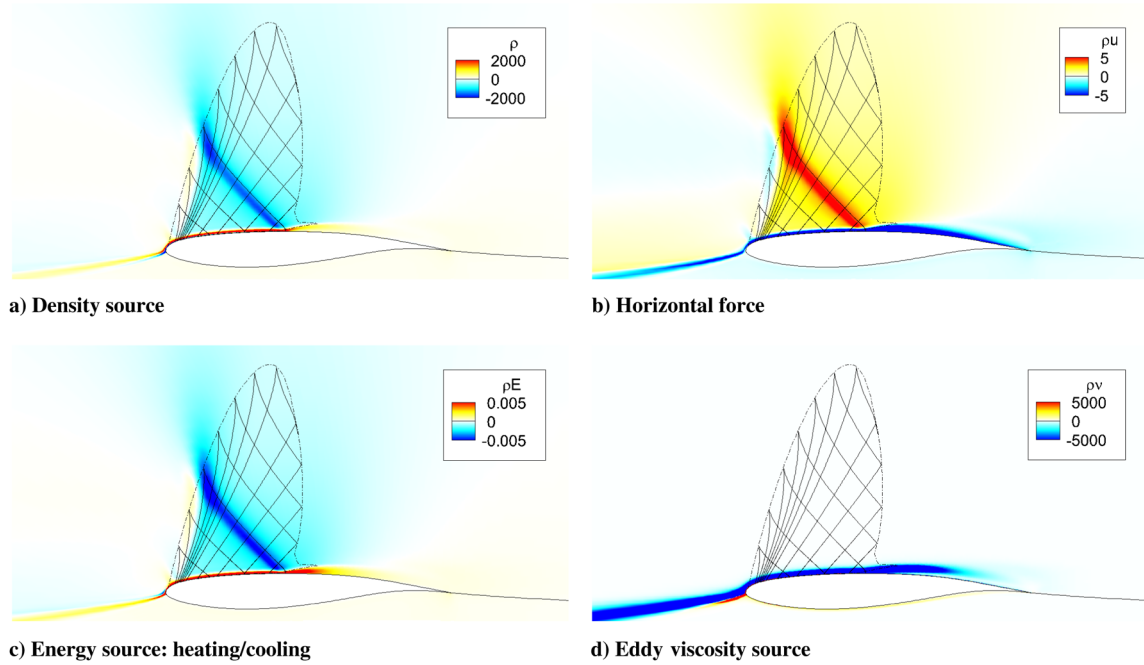 ρ
2000
0
-2000
a) Density source
ρu
5
0
-5
b) Horizontal force
ρE
0.005
0
-0.005
c) Energy source: heating/cooling
ρν
5000
0
-5000
d) Eddy viscosity source